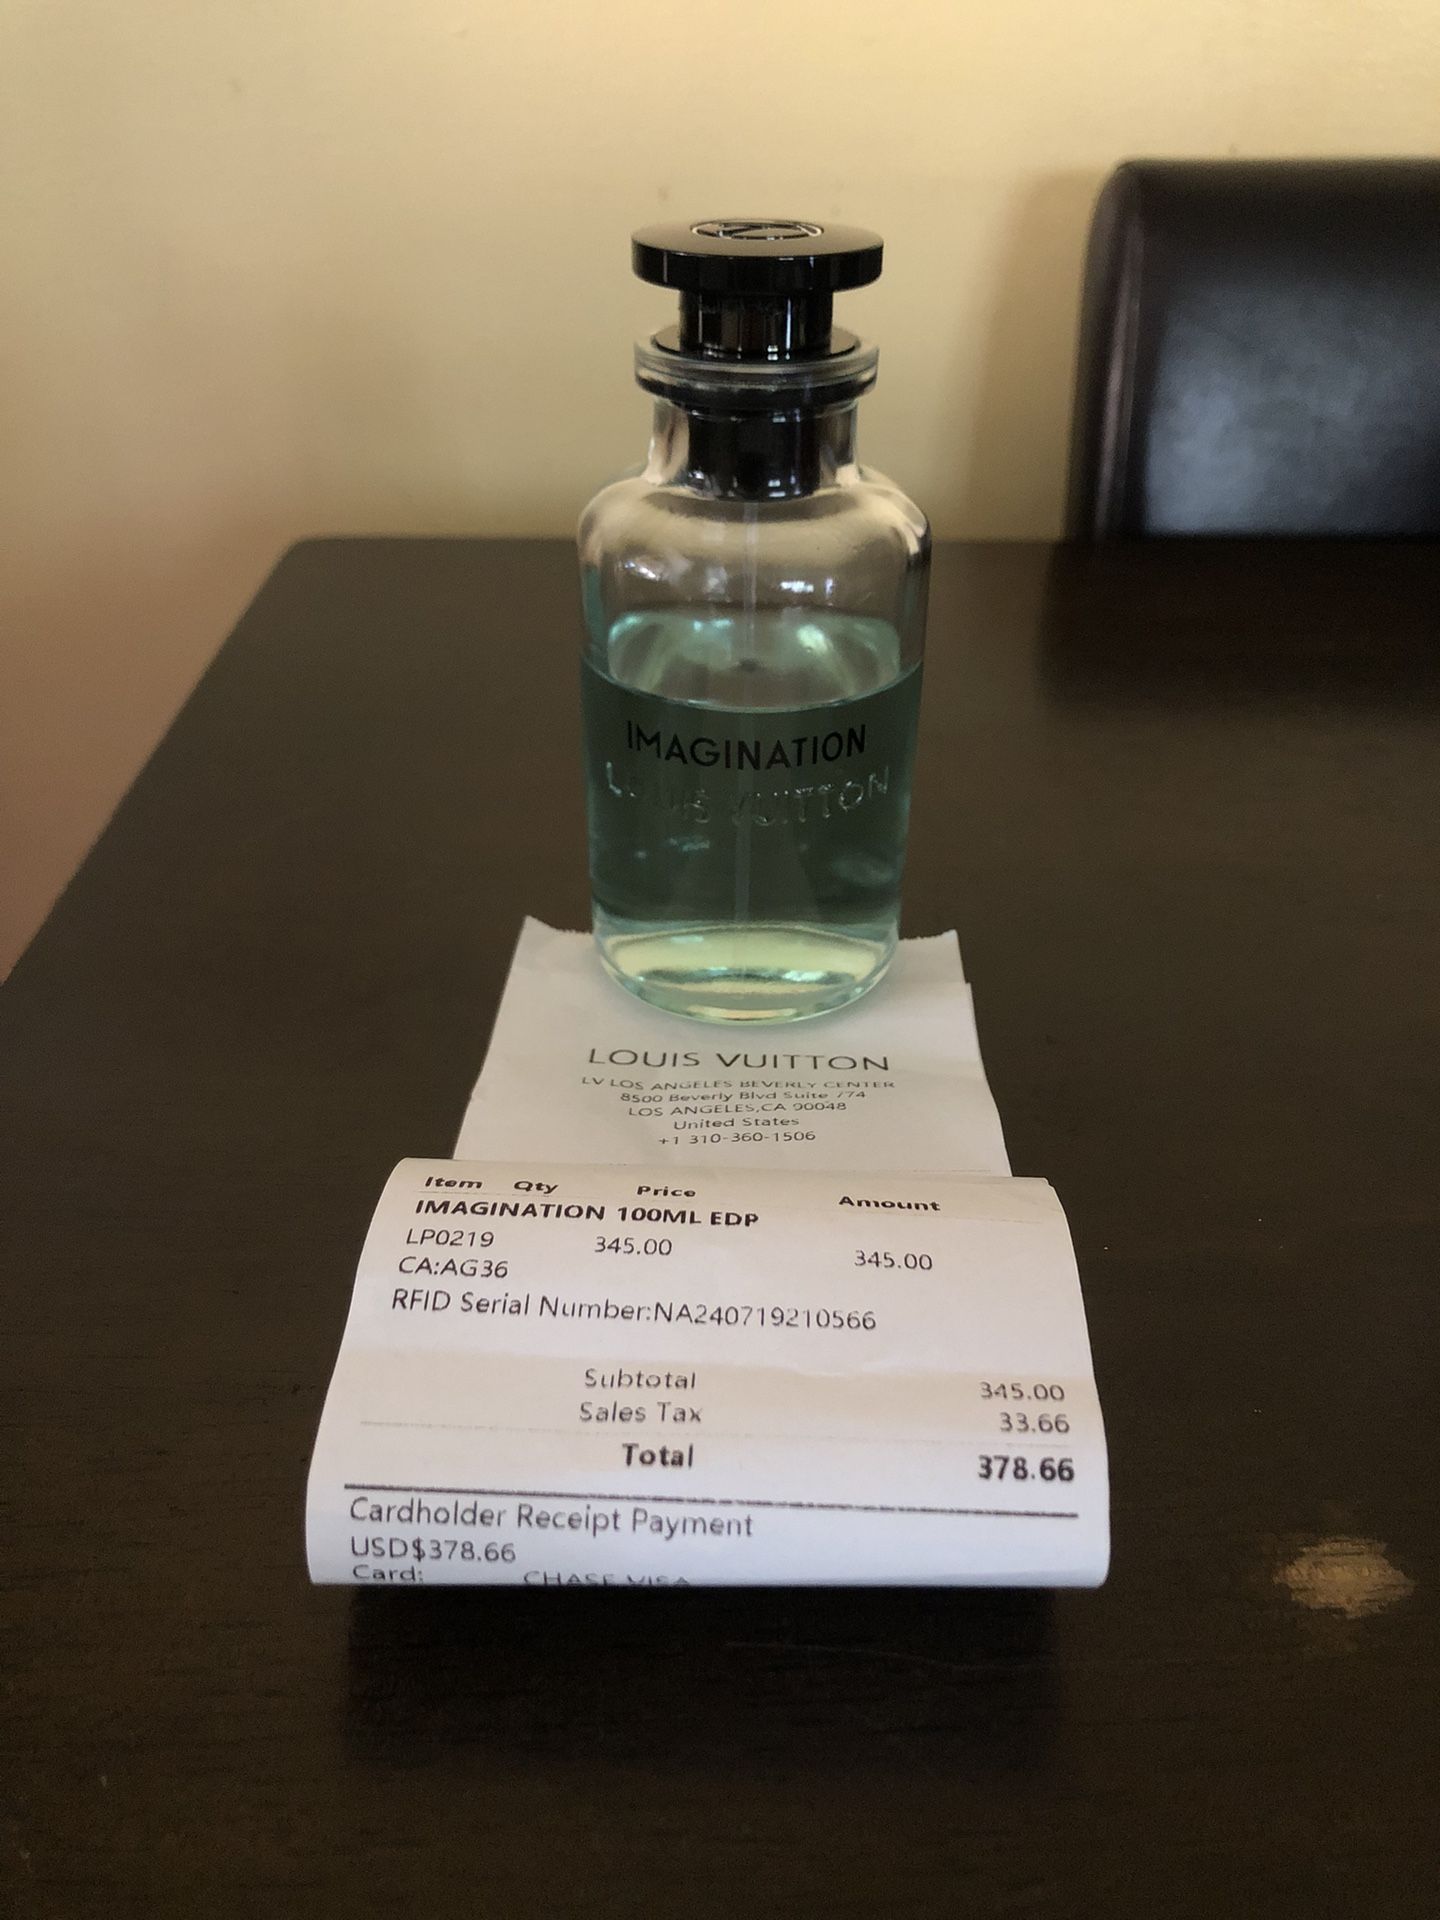 IMAGINATION
LOUIS VUITTON
LOUIS VUITTON
LV LOS ANGELES BEVERLY CENTER
8500 Beverly Blvd Suite 774
LOS ANGELES,CA 90048
United States
+1 310-360-1506
Item Qty Price Amount
IMAGINATION 100ML EDP
LP0219 345.00 345.00
CA:AG36
RFID Serial Number:NA240719210566
Subtotal 345.00
Sales Tax 33.66
Total 378.66
Cardholder Receipt Payment
USD$378.66
Card: CHASE VISA